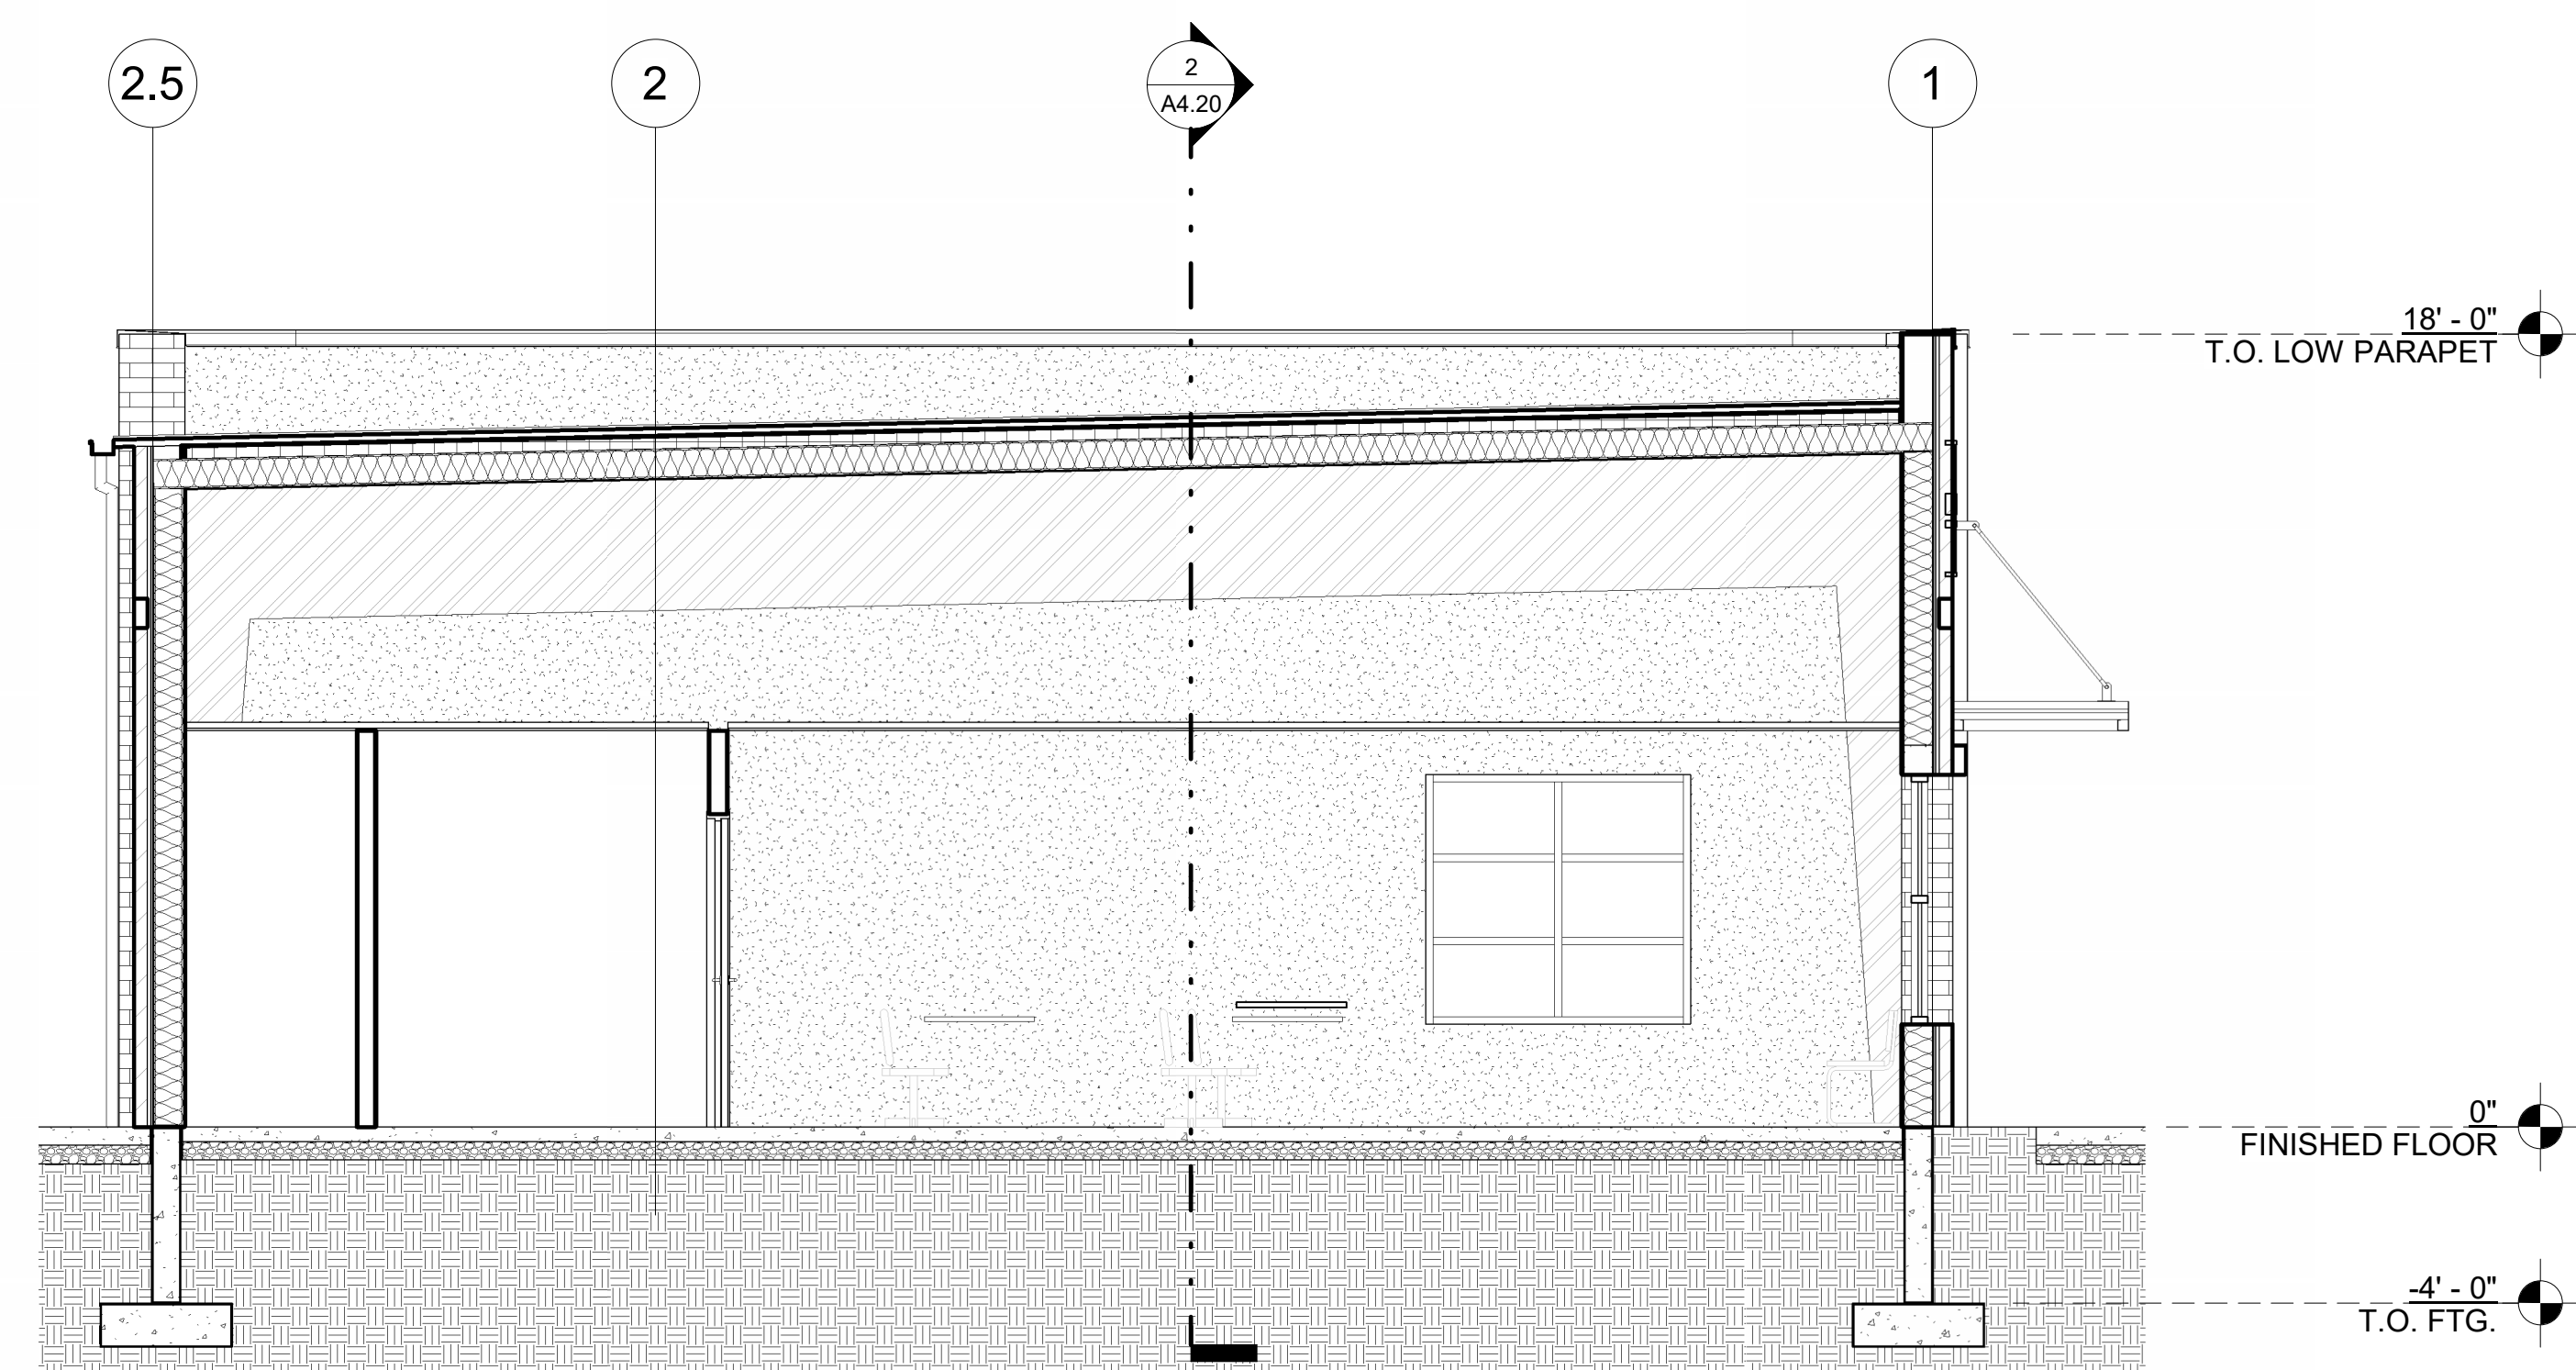 2.5
2
2
A4.20
1
18' - 0"
T.O. LOW PARAPET
0"
FINISHED FLOOR
-4' - 0"
T.O. FTG.